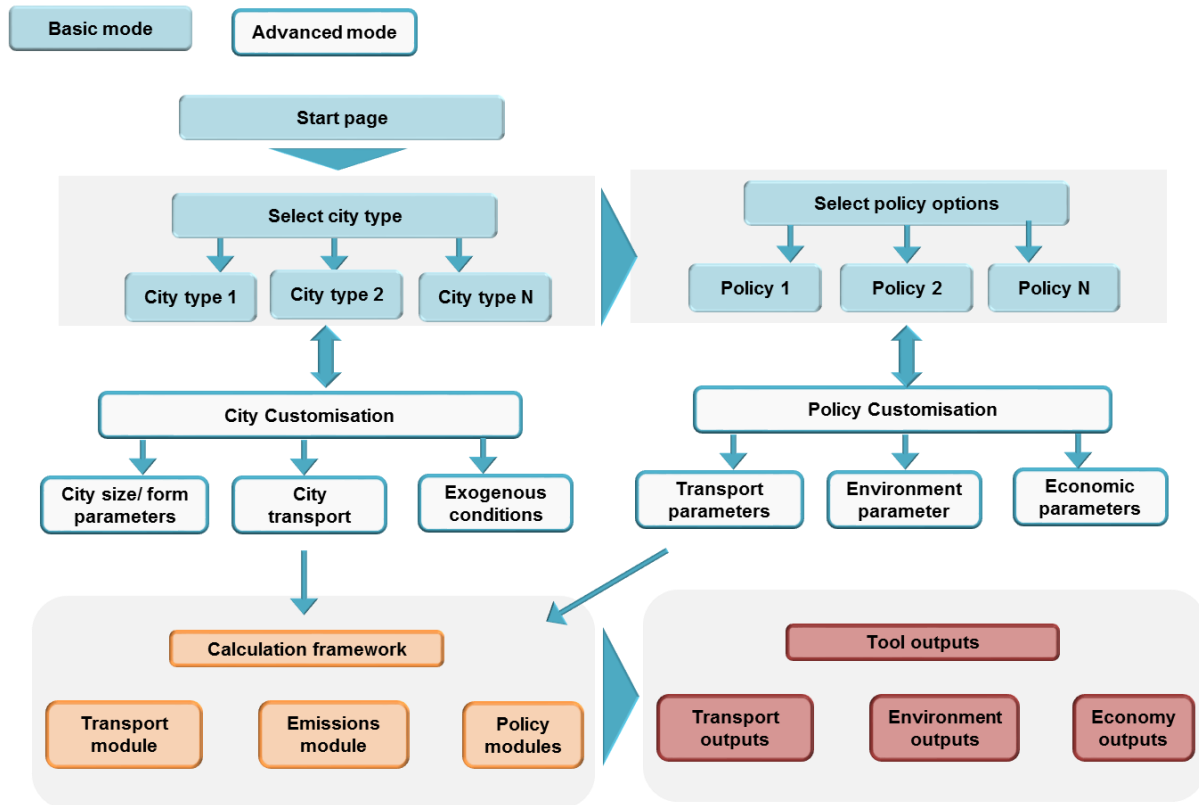 Basic mode
Advanced mode
Start page
Select city type
City type 1
City type 2
City type N
Select policy options
Policy 1
Policy 2
Policy N
City Customisation
City size/ form
parameters
City
transport
Exogenous
conditions
Policy Customisation
Transport
parameters
Environment
parameter
Economic
parameters
Calculation framework
Transport
module
Emissions
module
Policy
modules
Tool outputs
Transport
outputs
Environment
outputs
Economy
outputs